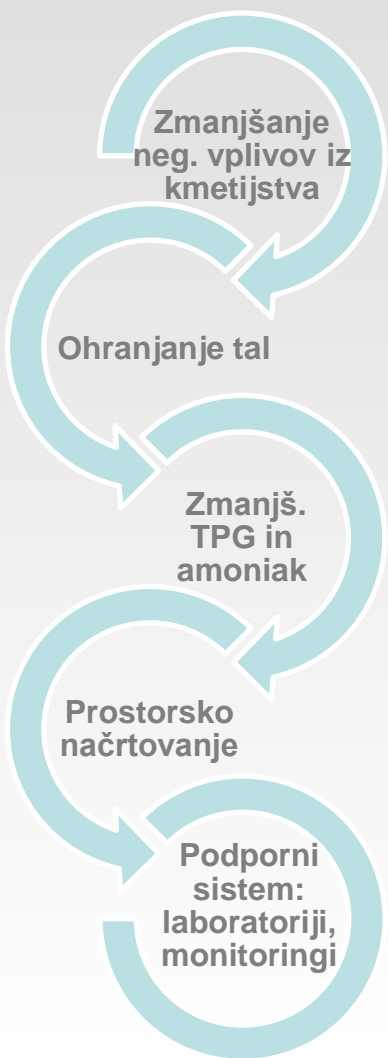 Zmanjšanje
neg. vplivov iz
kmetijstva
Ohranjanje tal
Zmanjš.
TPG in
amoniak
Prostorsko
načrtovanje
Podporni
sistem:
laboratoriji,
monitoringi